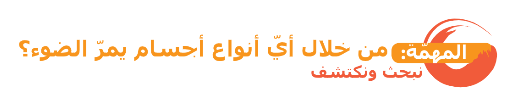 المهمّة: من خلال أيّ أنواع أجسام يمرّ الضوء؟
نبحث ونكتشف